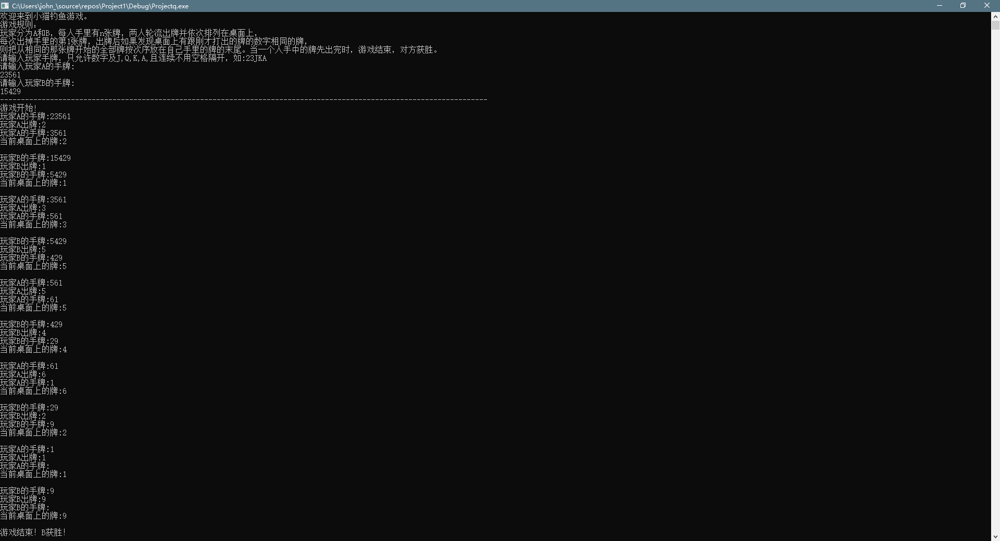 C:\Users\john_\source\repos\Project1\Debug\Projectq.exe
欢迎来到小猫钓鱼游戏。
游戏规则：
玩家分为A和B，每人手里有n张牌，两人轮流出牌并依次排列在桌面上，
每次出掉手里的第1张牌，出牌后如果发现桌面上有跟刚才打出的牌的数字相同的牌，
则把从相同的那张牌开始的全部牌按次序放在自己手里的牌的末尾。当一个人手中的牌先出完时，游戏结束，对方获胜。
请输入玩家手牌，只允许数字及J,Q,K,A,且连续不用空格隔开，如:23JKA
请输入玩家A的手牌:
23561
请输入玩家B的手牌:
15429
---------------------------------------------------------------------------------------------------------------------
游戏开始!
玩家A的手牌:23561
玩家A出牌:2
玩家A的手牌:3561
当前桌面上的牌:2
玩家B的手牌:15429
玩家B出牌:1
玩家B的手牌:5429
当前桌面上的牌:1
玩家A的手牌:3561
玩家A出牌:3
玩家A的手牌:561
当前桌面上的牌:3
玩家B的手牌:5429
玩家B出牌:5
玩家B的手牌:429
当前桌面上的牌:5
玩家A的手牌:561
玩家A出牌:5
玩家A的手牌:61
当前桌面上的牌:5
玩家B的手牌:429
玩家B出牌:4
玩家B的手牌:29
当前桌面上的牌:4
玩家A的手牌:61
玩家A出牌:6
玩家A的手牌:1
当前桌面上的牌:6
玩家B的手牌:29
玩家B出牌:2
玩家B的手牌:9
当前桌面上的牌:2
玩家A的手牌:1
玩家A出牌:1
玩家A的手牌:
当前桌面上的牌:1
玩家B的手牌:9
玩家B出牌:9
玩家B的手牌:
当前桌面上的牌:9
游戏结束! B获胜!